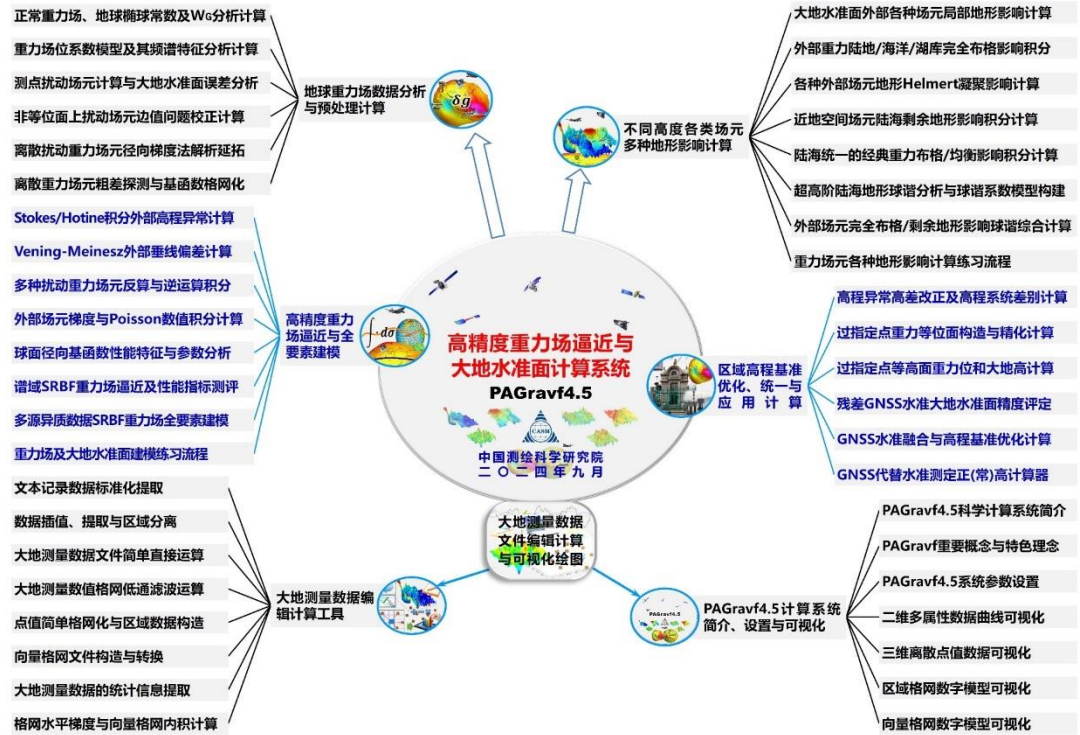 正常重力场、地球椭球常数及WG分析计算
重力场位系数模型及其频谱特征分析计算
测点扰动场元计算与大地水准面误差分析
非等位面上扰动场元边值问题校正计算
离散扰动重力场元径向梯度法解析延拓
离散重力场元粗差探测与基函数格网化
地球重力场数据分析
与预处理计算
δg
Stokes/Hotine积分外部高程异常计算
Vening-Meinesz外部垂线偏差计算
多种扰动重力场元反算与逆运算积分
外部场元梯度与Poisson数值积分计算
球面径向基函数性能特征与参数分析
谱域SRBF重力场逼近及性能指标测评
多源异质数据SRBF重力场全要素建模
重力场及大地水准面建模练习流程
高精度重力
场逼近与全
要素建模
∫dσ
文本记录数据标准化提取
数据插值、提取与区域分离
大地测量数据文件简单直接运算
大地测量数值格网低通滤波运算
点值简单格网化与区域数据构造
向量格网文件构造与转换
大地测量数据的统计信息提取
格网水平梯度与向量格网内积计算
大地测量数据编
辑计算工具
高精度重力场逼近与
大地水准面计算系统
PAGravf4.5
CASM
中国测绘科学研究院
二〇二四年九月
大地测量数据
文件编辑计算
与可视化绘图
大地水准面外部各种场元局部地形影响计算
外部重力陆地/海洋/湖库完全布格影响积分
各种外部场元地形Helmert凝聚影响计算
近地空间场元陆海剩余地形影响积分计算
陆海统一的经典重力布格/均衡影响积分计算
超高阶陆海地形球谐分析与球谐系数模型构建
外部场元完全布格/剩余地形影响球谐综合计算
重力场元各种地形影响计算练习流程
不同高度各类场元
多种地形影响计算
高程异常高差改正及高程系统差别计算
过指定点重力等位面构造与精化计算
过指定点等高面重力位和大地高计算
残差GNSS水准大地水准面精度评定
GNSS水准融合与高程基准优化计算
GNSS代替水准测定正(常)高计算器
区域高程基准
优化、统一与
应用计算
PAGravf4.5科学计算系统简介
PAGravf重要概念与特色理念
PAGravf4.5系统参数设置
二维多属性数据曲线可视化
三维离散点值数据可视化
区域格网数字模型可视化
向量格网数字模型可视化
PAGravf4.5计算系统
简介、设置与可视化
PAGravf4.5